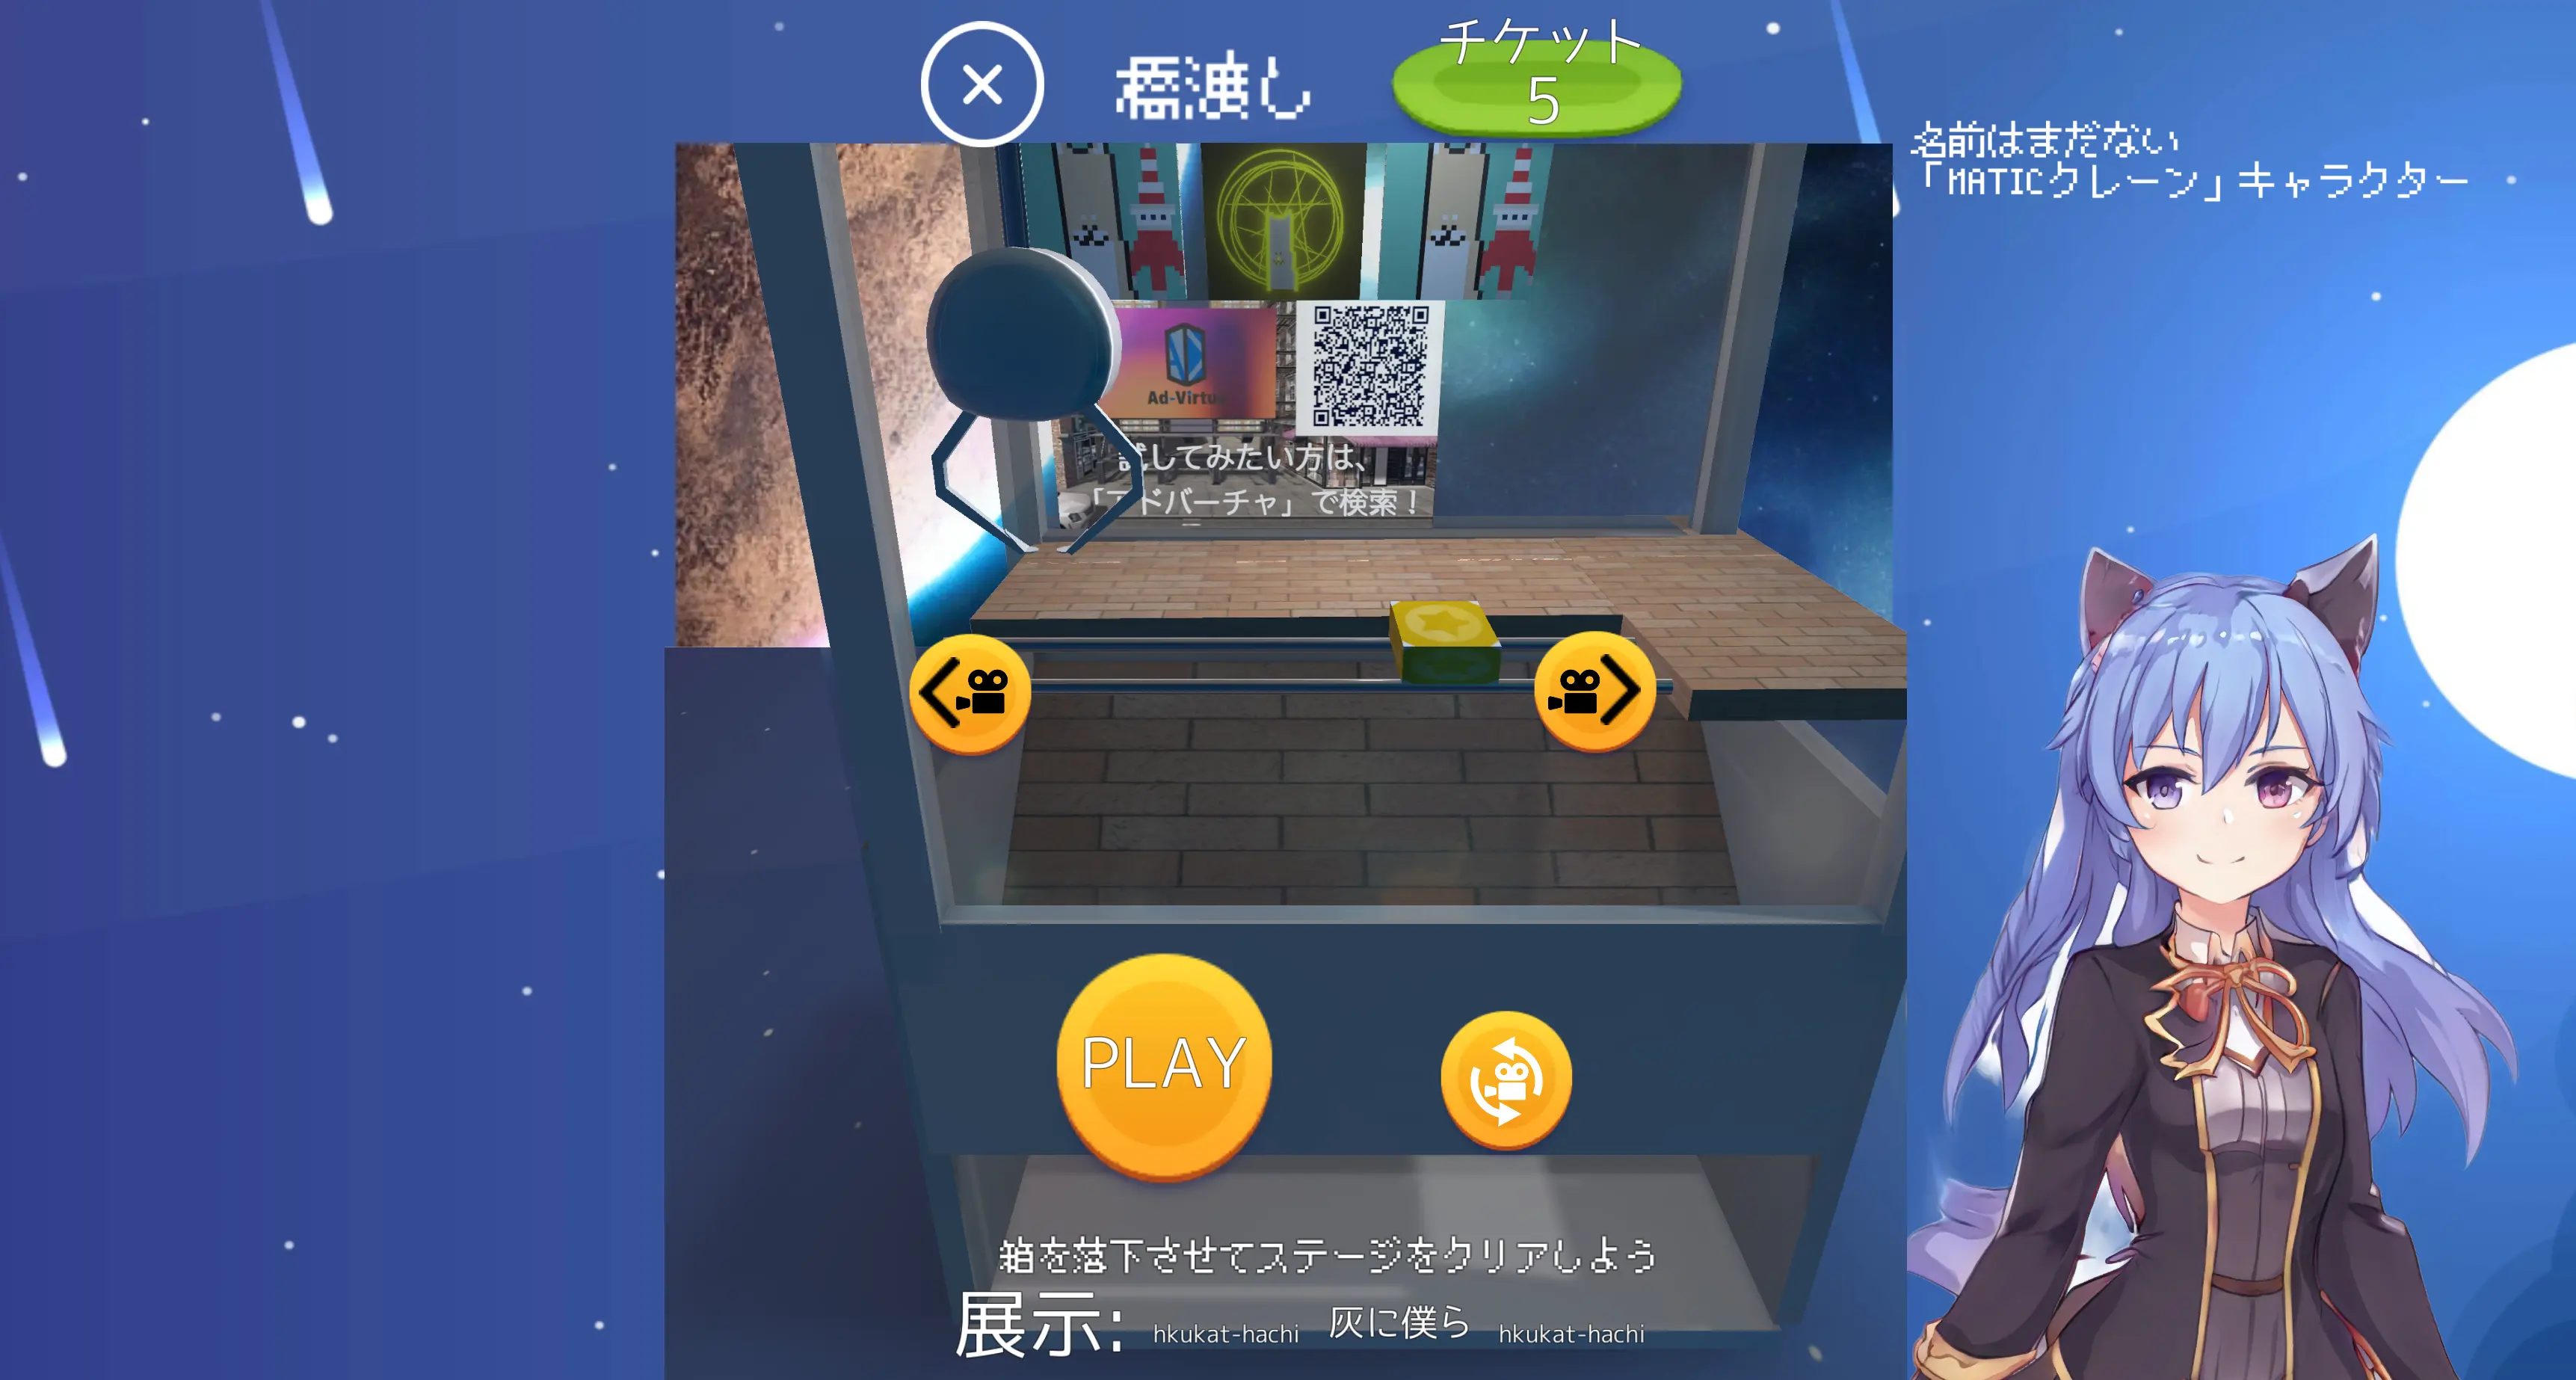 橋渡し
チケット
5
名前はまだない
「MATICクレーン」キャラクター
Ad-Virtu
試してみたい方は、
「アドバーチャ」で検索！
PLAY
箱を落下させてステージをクリアしよう
展示: hkukat-hachi 灰に僕ら hkukat-hachi